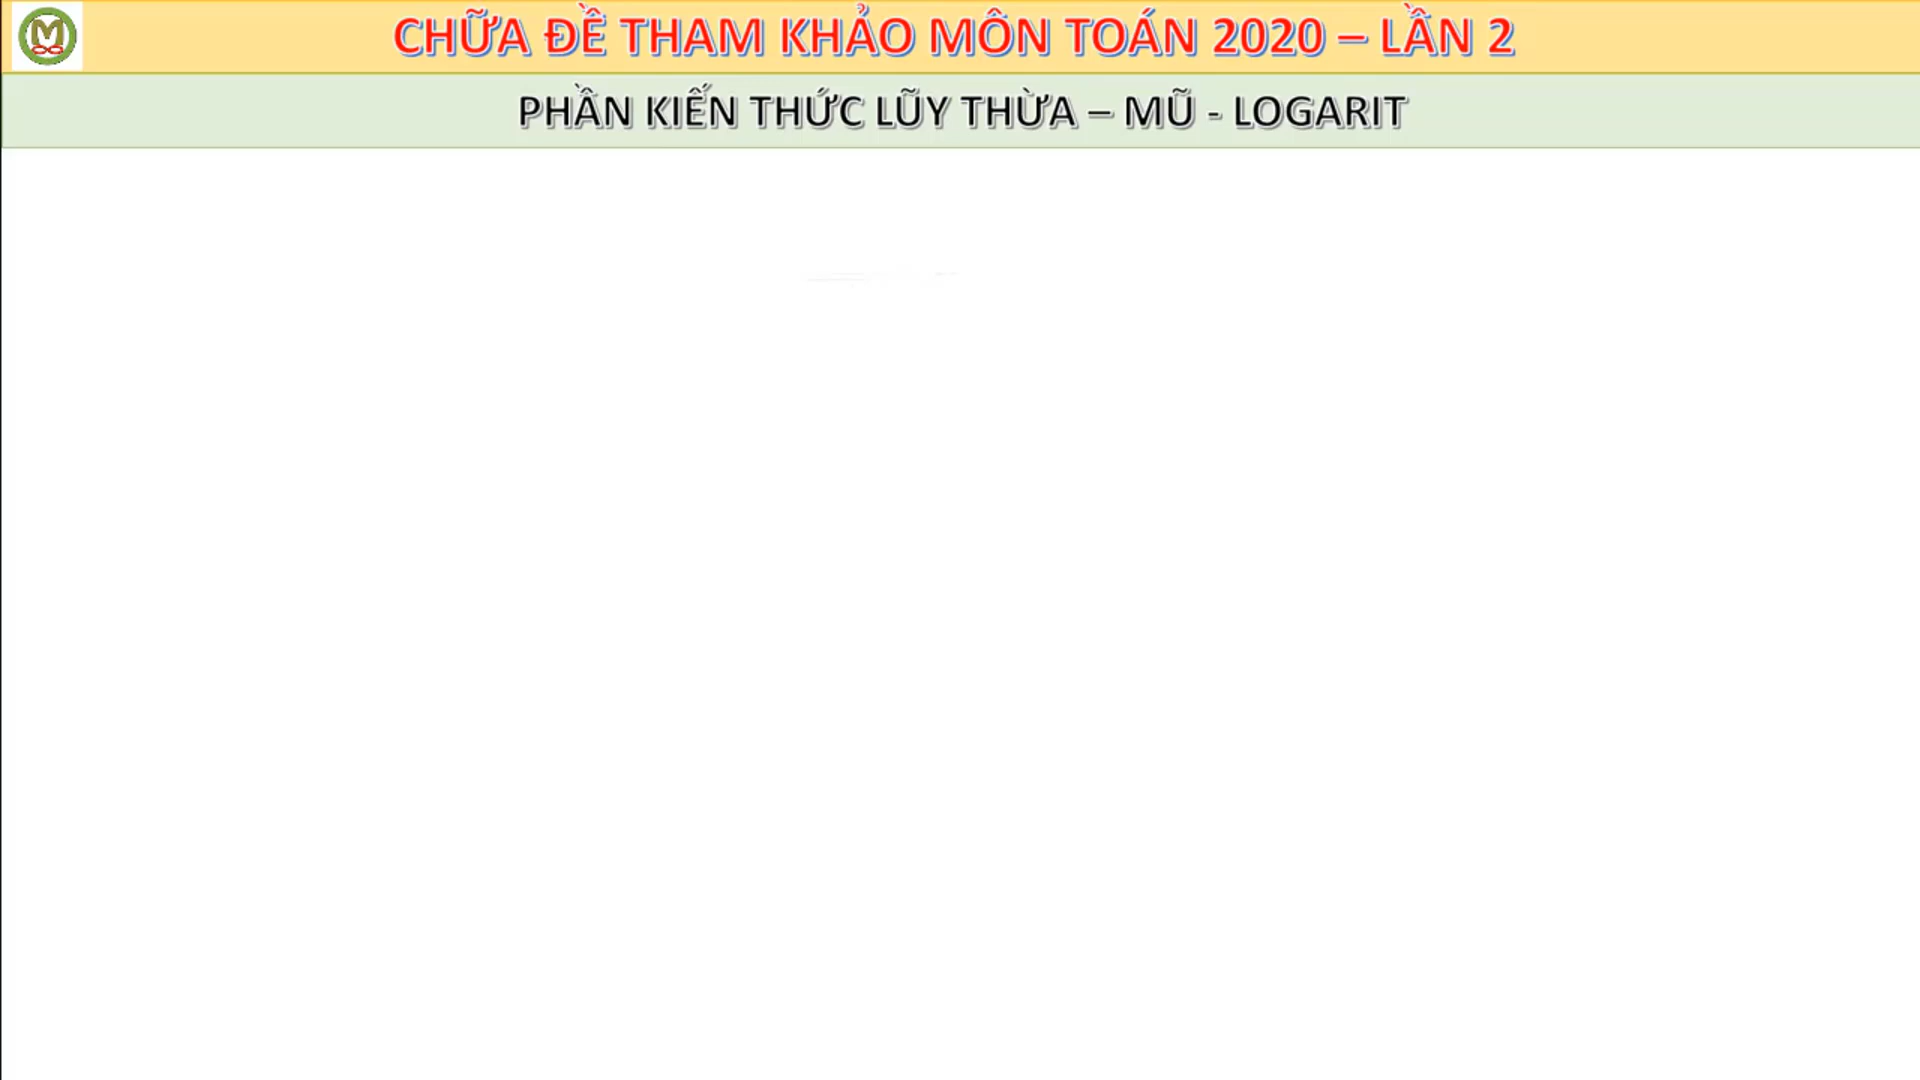 CHỮA ĐỀ THAM KHẢO MÔN TOÁN 2020 – LẦN 2
PHẦN KIẾN THỨC LŨY THỪA – MŨ - LOGARIT